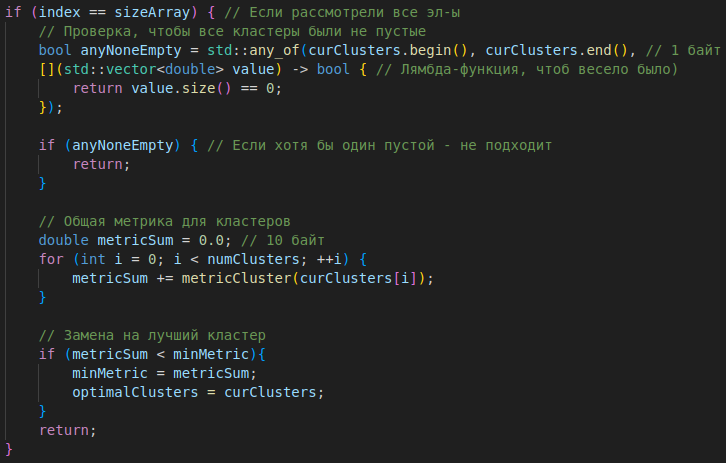 if (index == sizeArray) { // Если рассмотрели все эл-ы
    // Проверка, чтобы все кластеры были не пустые
    bool anyNoneEmpty = std::any_of(curClusters.begin(), curClusters.end(), // 1 байт
    [](std::vector<double> value) -> bool { // Лямбда-функция, чтоб весело было)
        return value.size() == 0;
    });

    if (anyNoneEmpty) { // Если хотя бы один пустой - не подходит
        return;
    }

    // Общая метрика для кластеров
    double metricSum = 0.0; // 10 байт
    for (int i = 0; i < numClusters; ++i) {
        metricSum += metricCluster(curClusters[i]);
    }

    // Замена на лучший кластер
    if (metricSum < minMetric){
        minMetric = metricSum;
        optimalClusters = curClusters;
    }
    return;
}